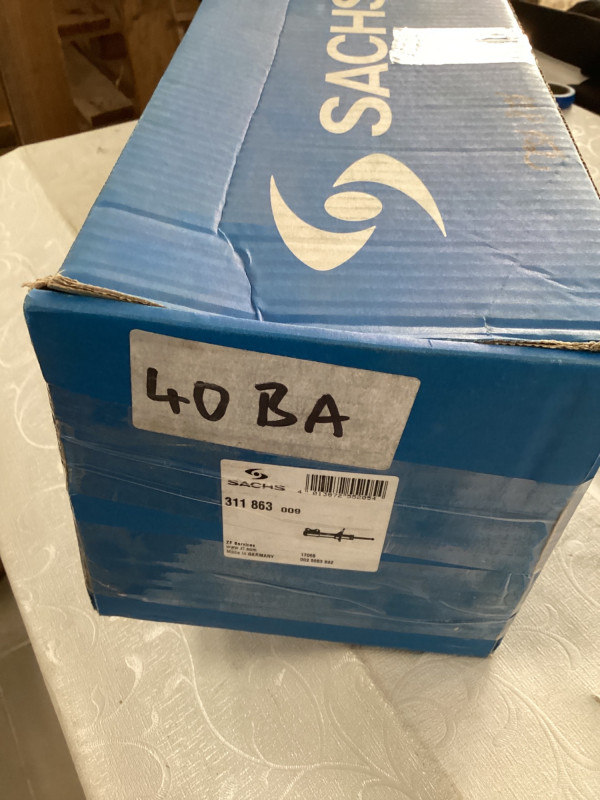 SACHS
40 BA
SACHS
311 863 009
ZF Services
Made in GERMANY